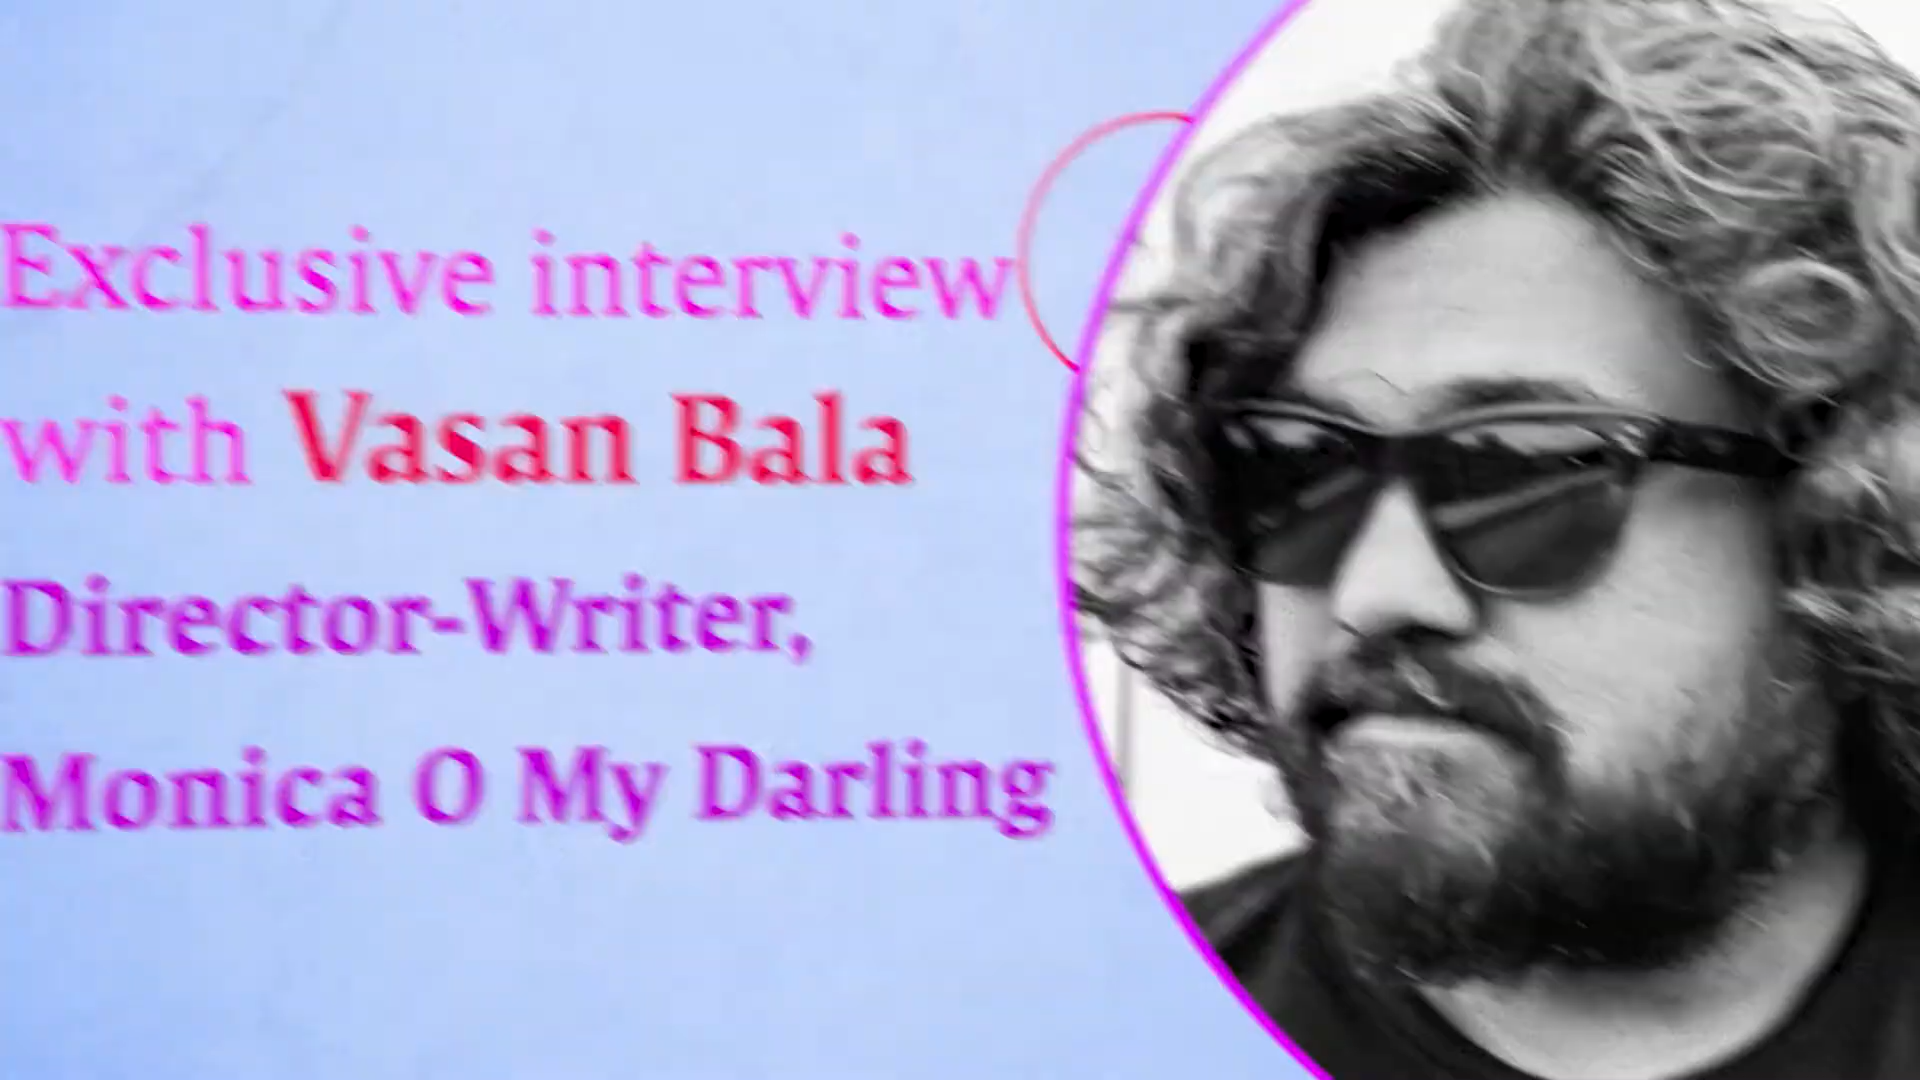 Exclusive interview
with Vasan Bala
Director-Writer,
Monica O My Darling